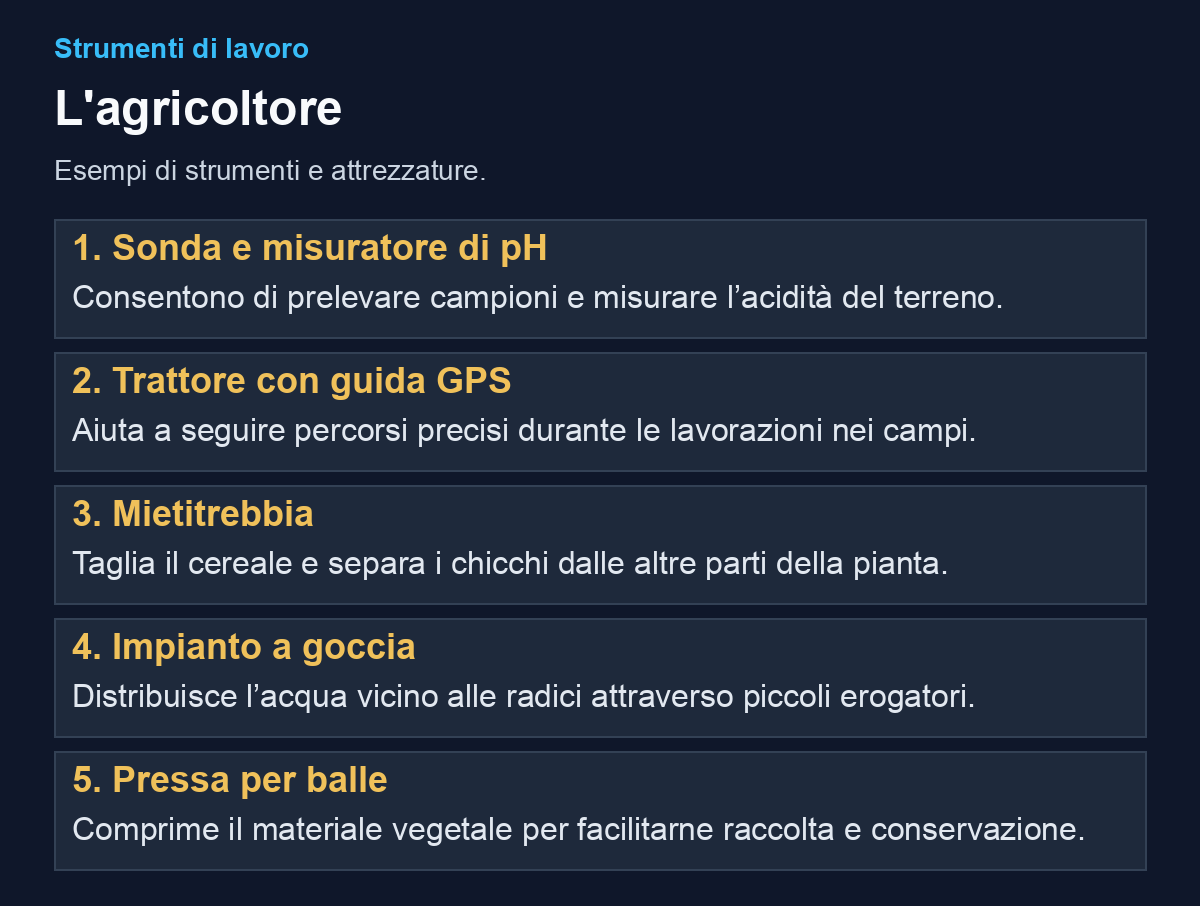 Strumenti di lavoro
L'agricoltore
Esempi di strumenti e attrezzature.
1. Sonda e misuratore di pH
Consentono di prelevare campioni e misurare l’acidità del terreno.
2. Trattore con guida GPS
Aiuta a seguire percorsi precisi durante le lavorazioni nei campi.
3. Mietitrebbia
Taglia il cereale e separa i chicchi dalle altre parti della pianta.
4. Impianto a goccia
Distribuisce l’acqua vicino alle radici attraverso piccoli erogatori.
5. Pressa per balle
Comprime il materiale vegetale per facilitarne raccolta e conservazione.